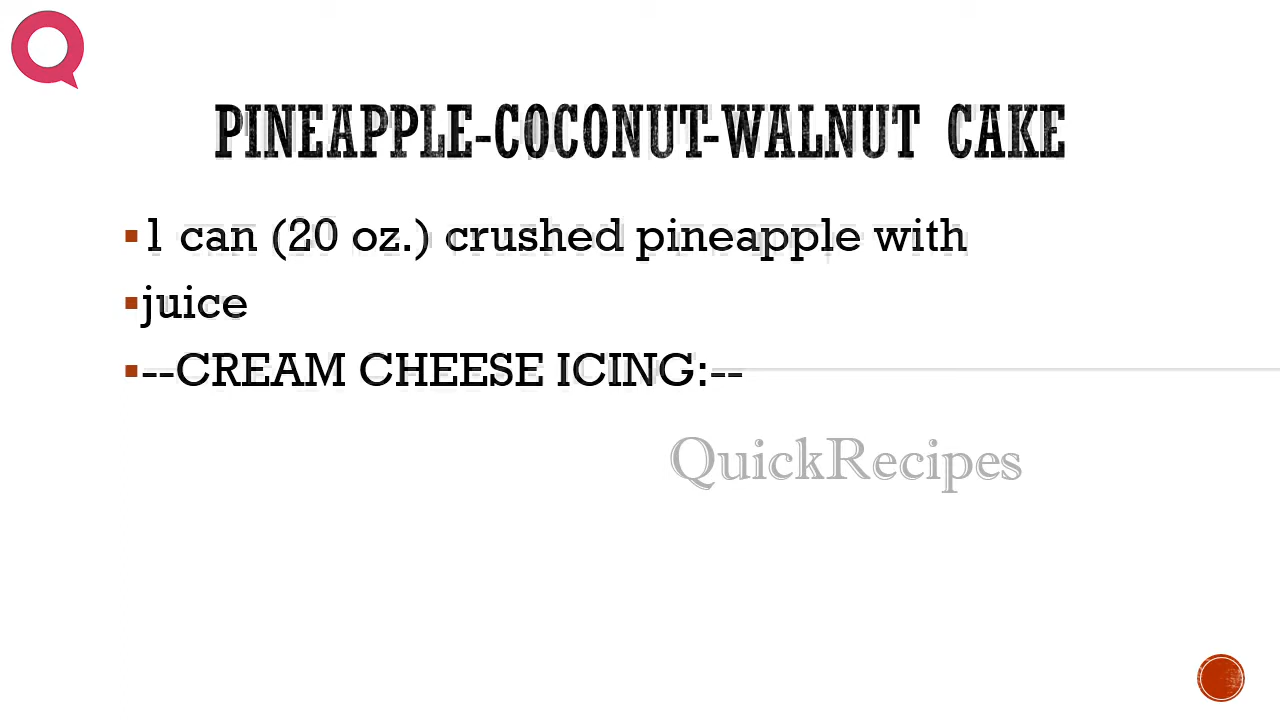 PINEAPPLE-COCONUT-WALNUT CAKE
1 can (20 oz.) crushed pineapple with
juice
--CREAM CHEESE ICING:--
QuickRecipes